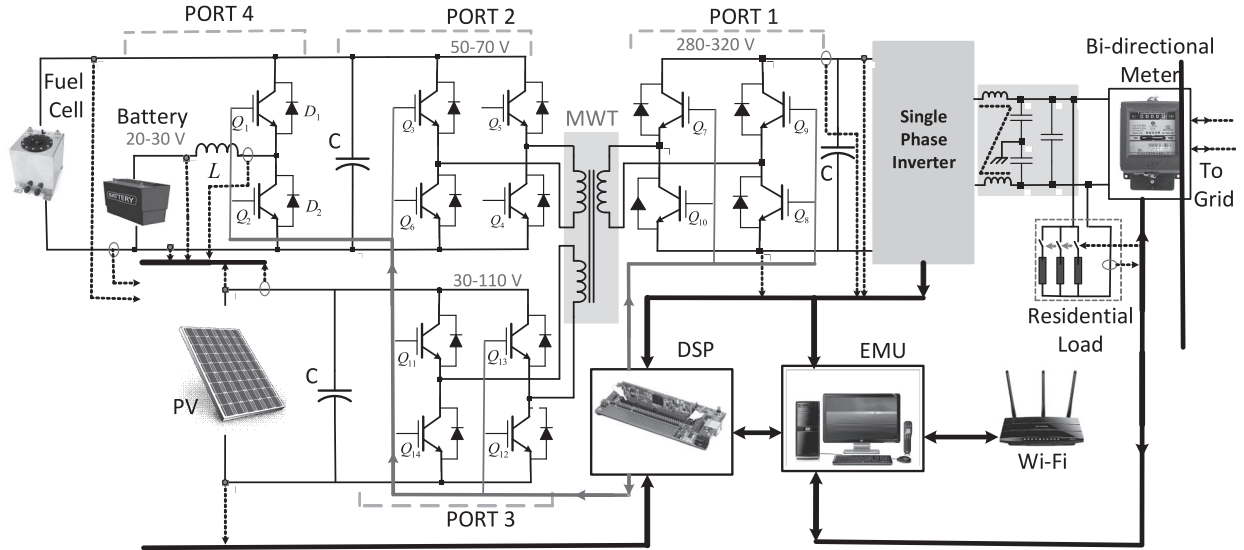 PORT 4
PORT 2
PORT 1
50-70 V
280-320 V
Bi-directional
Meter
Fuel
Cell
Battery
20-30 V
Q1
D1
Q3
Q5
MWT
Q7
Q9
Single
Phase
Inverter
C
C
L
BATTERY
Q2
D2
Q6
Q4
Q10
Q8
To
Grid
30-110 V
Residential
Load
Q11
Q13
DSP
EMU
PV
C
Q14
Q12
Wi-Fi
PORT 3